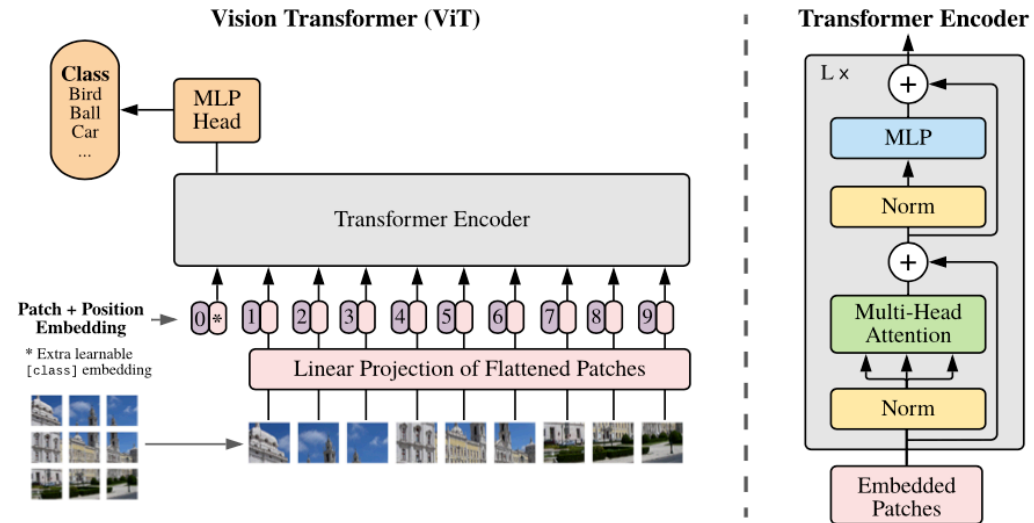 Vision Transformer (ViT)
Class
Bird
Ball
Car
...
MLP
Head
Transformer Encoder
Patch + Position
Embedding
* Extra learnable
[class] embedding
0 * 1 2 3 4 5 6 7 8 9
Linear Projection of Flattened Patches
Transformer Encoder
L ×
+
MLP
Norm
+
Multi-Head
Attention
Norm
Embedded
Patches